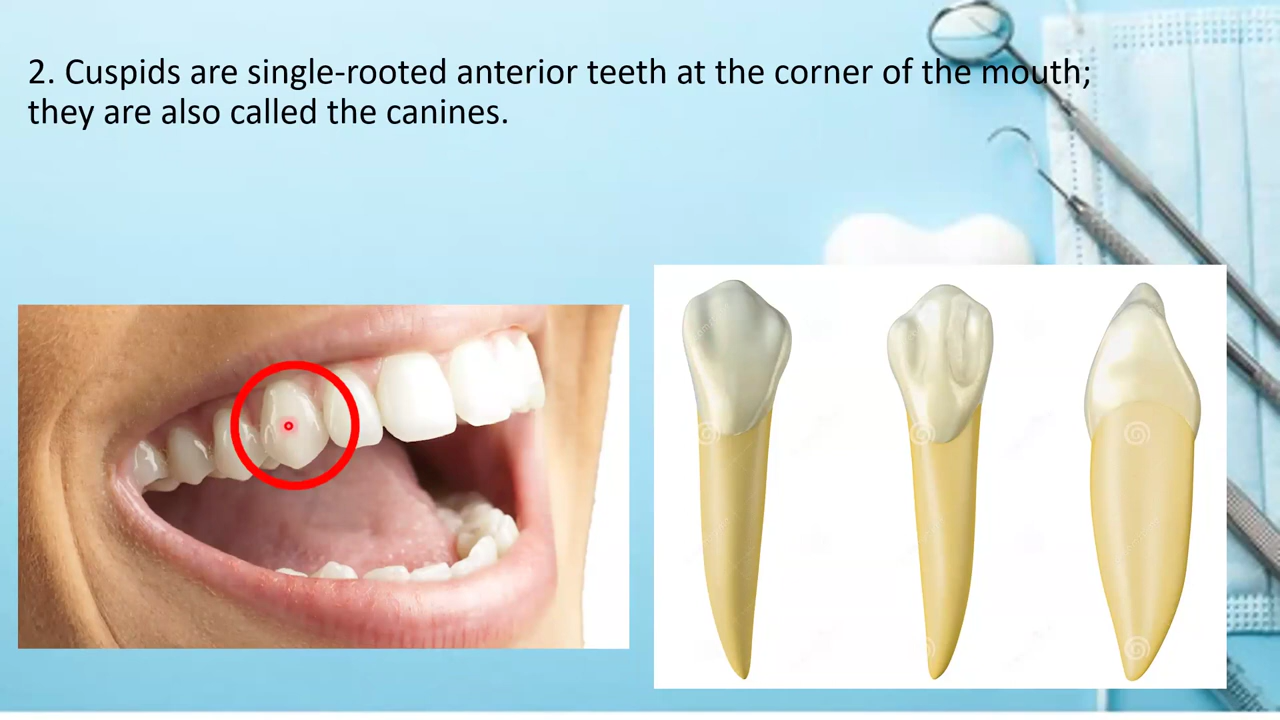 2. Cuspids are single-rooted anterior teeth at the corner of the mouth;
they are also called the canines.